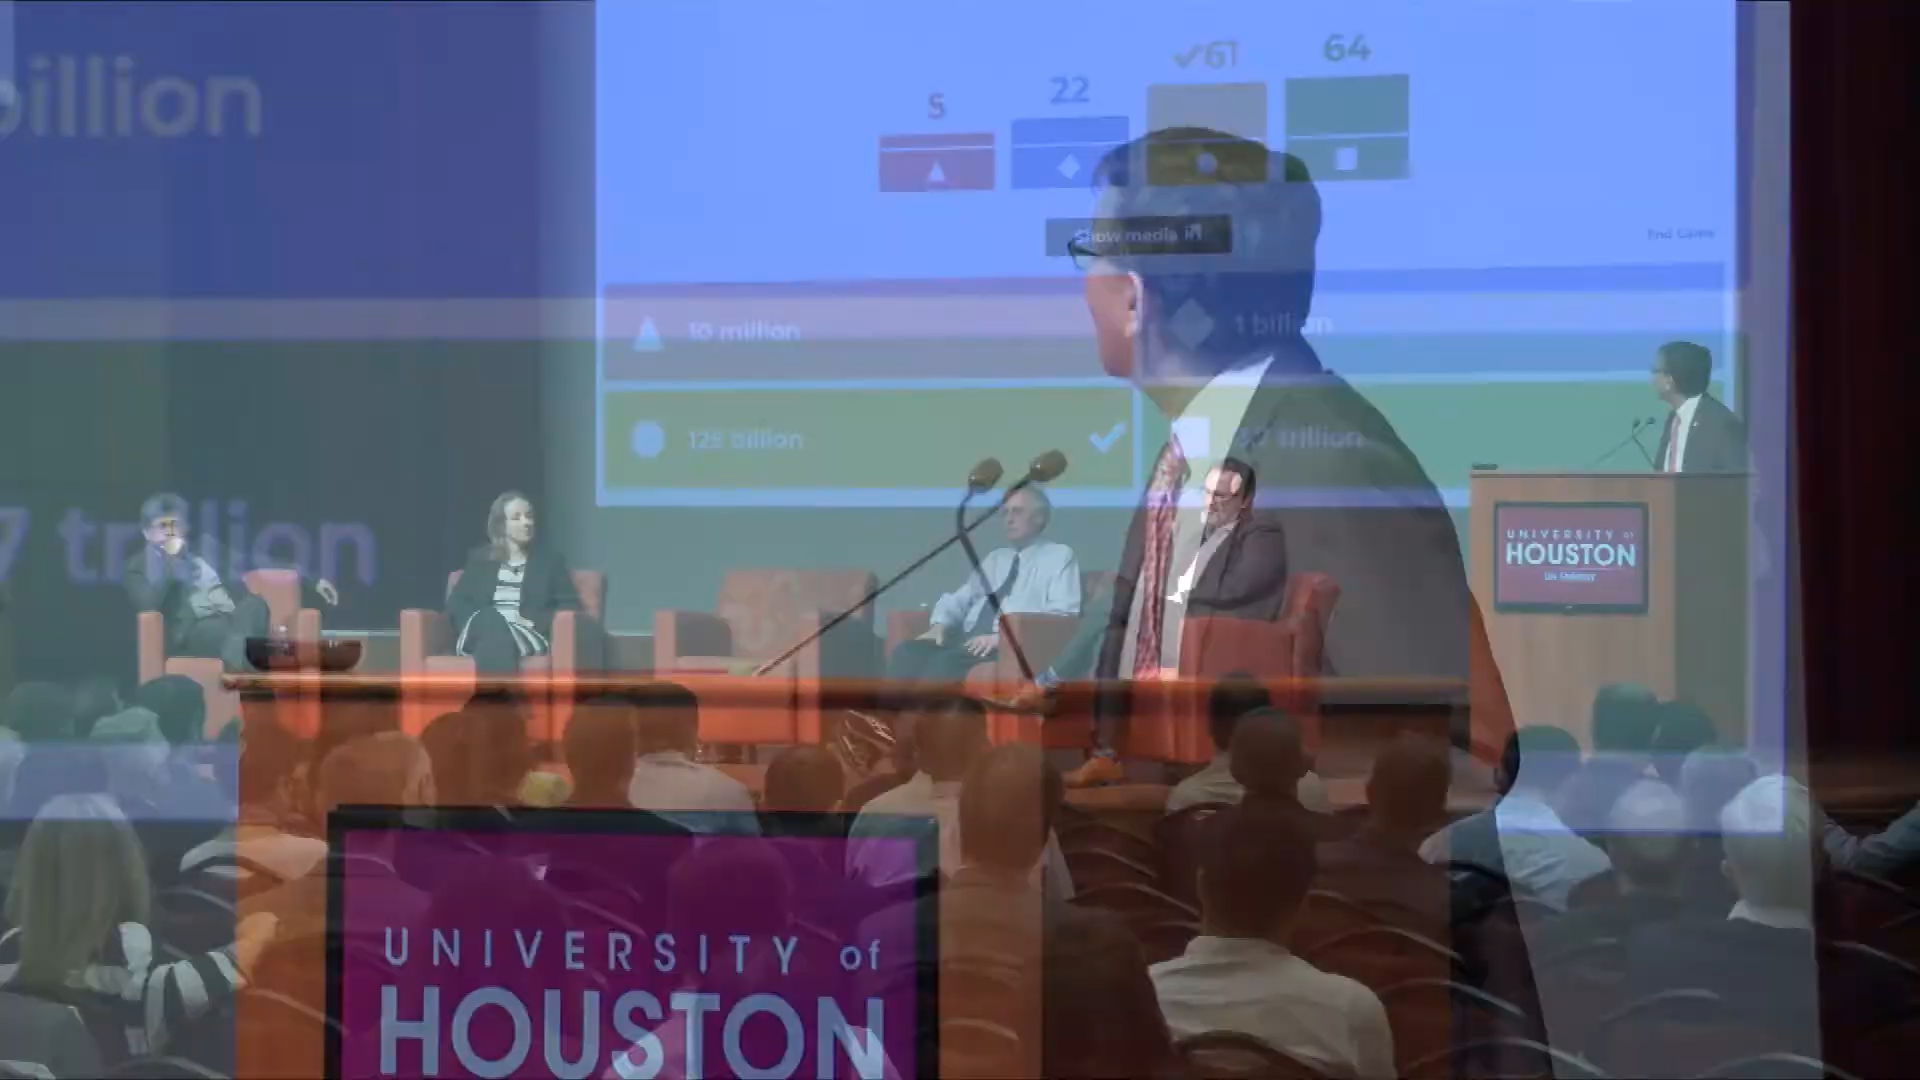 billion
5
22
✓61
64
Show media
End Game
10 million
1 billion
125 billion
trillion
7 trillion
UNIVERSITY of
HOUSTON
UNIVERSITY of
HOUSTON